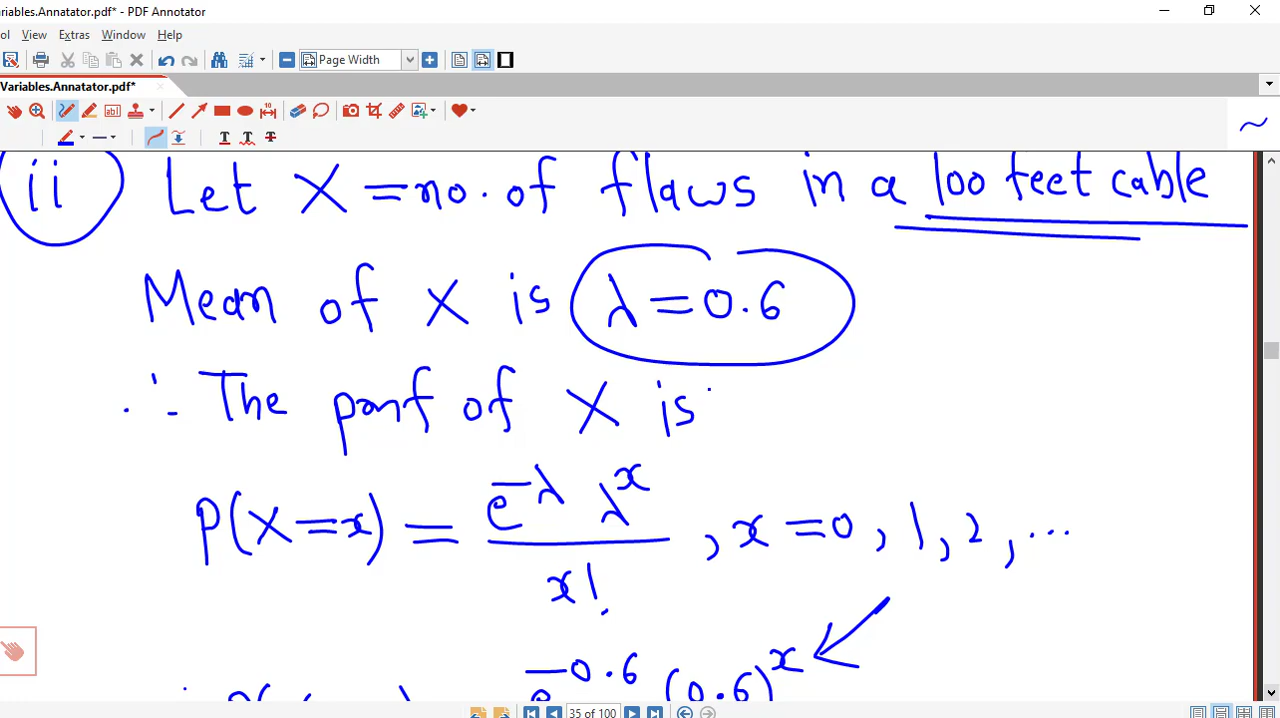 ariables.Annatator.pdf* - PDF Annotator
ol View Extras Window Help
Page Width
Variables.Annatator.pdf*
ii Let X = no. of flaws in a 100 feet cable
Mean of X is λ = 0.6
∴ The pmf of X is
P(X = x) = e^-λ λ^x / x! , x = 0, 1, 2, ...
e^-0.6 (0.6)^x
35 of 100